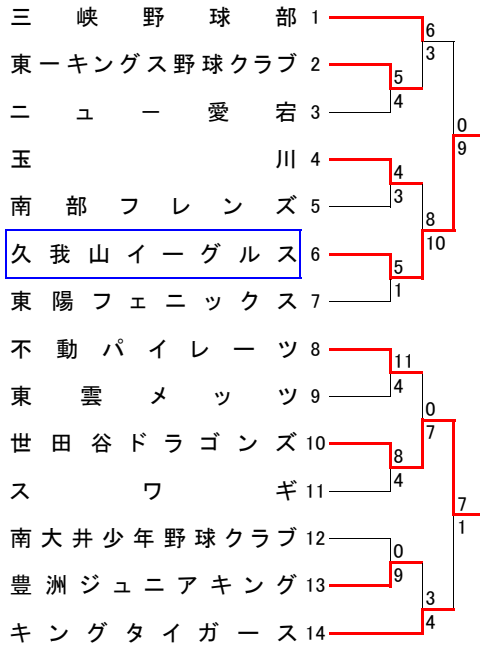 三峡野球部 1
6
3
東一キングス野球クラブ 2
5
4
ニュー愛宕 3
0
9
玉川 4
4
3
南部フレンズ 5
8
10
久我山イーグルス 6
5
1
東陽フェニックス 7
不動パイレーツ 8
11
4
東雲メッツ 9
0
7
世田谷ドラゴンズ 10
8
4
スワギ 11
7
1
南大井少年野球クラブ 12
0
9
豊洲ジュニアキング 13
3
4
キングタイガース 14